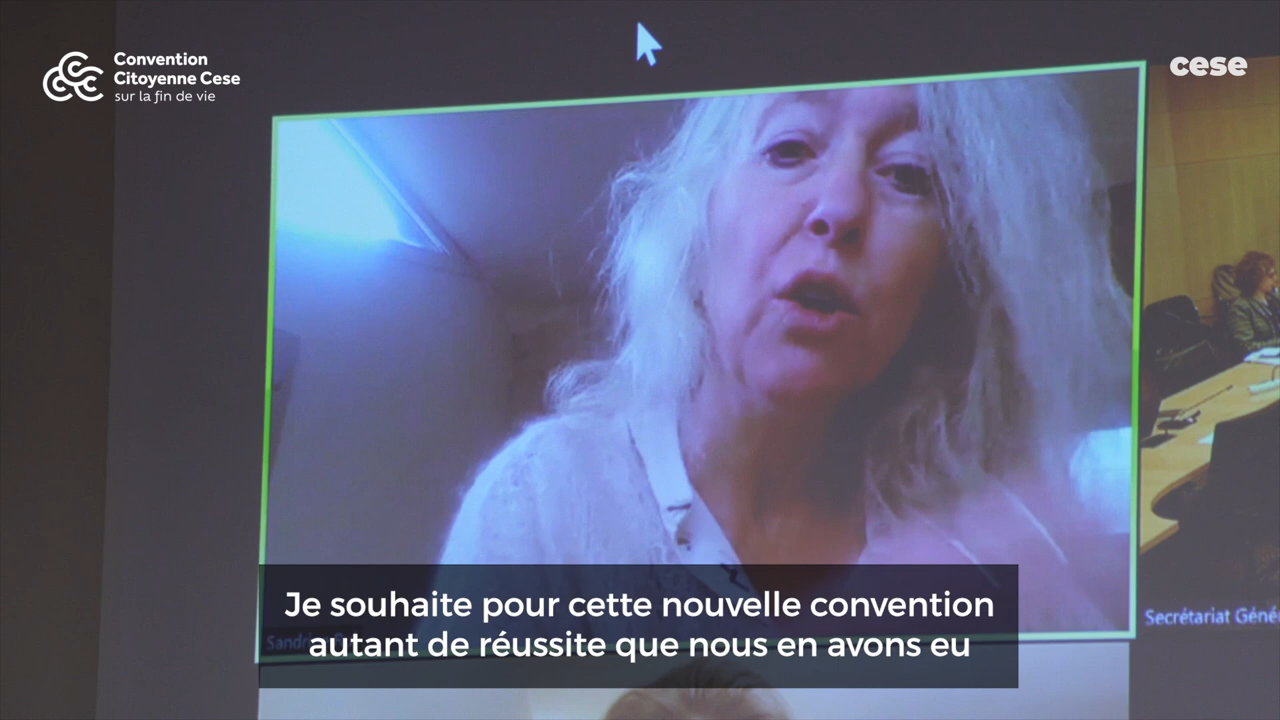 Convention
Citoyenne Cese
sur la fin de vie
cese
Je souhaite pour cette nouvelle convention
autant de réussite que nous en avons eu
Secrétariat